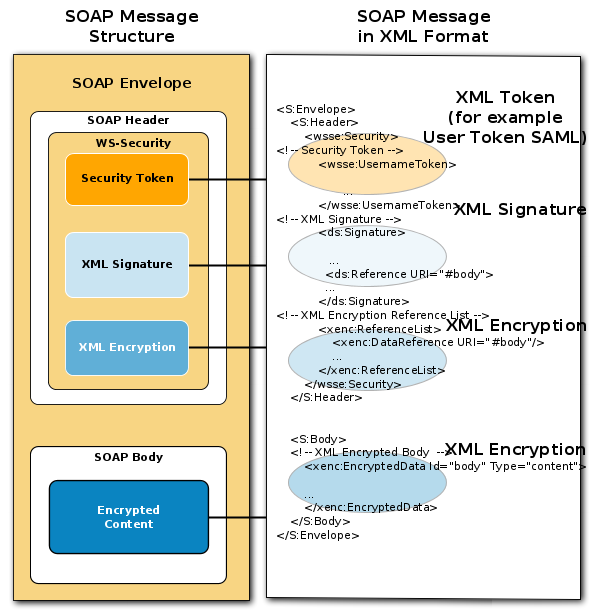 SOAP Message
Structure
SOAP Envelope
SOAP Header
WS-Security
Security Token
XML Signature
XML Encryption
SOAP Body
Encrypted
Content
SOAP Message
in XML Format
XML Token
(for example
User Token SAML)
<S:Envelope>
<S:Header>
<wsse:Security>
<!-- Security Token -->
<wsse:UsernameToken>
...
</wsse:UsernameToken>
XML Signature
<!-- XML Signature -->
<ds:Signature>
...
<ds:Reference URI="#body">
...
</ds:Signature>
<!-- XML Encryption Reference List -->
XML Encryption
<xenc:ReferenceList>
<xenc:DataReference URI="#body"/>
...
</xenc:ReferenceList>
</wsse:Security>
</S:Header>
<S:Body>
<!-- XML Encrypted Body -->
XML Encryption
<xenc:EncryptedData Id="body" Type="content">
...
</xenc:EncryptedData>
</S:Body>
</S:Envelope>